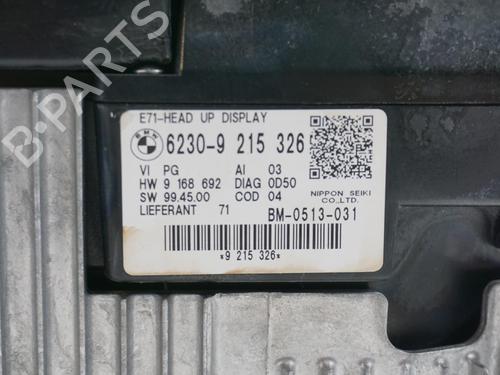 E71-HEAD UP DISPLAY
BMW 6230-9 215 326
VI PG AI 03
HW 9 168 692 DIAG 0D50
SW 99.45.00 COD 04
LIEFERANT 71
NIPPON SEIKI
CO.,LTD.
BM-0513-031
*9 215 326*
B-PARTS